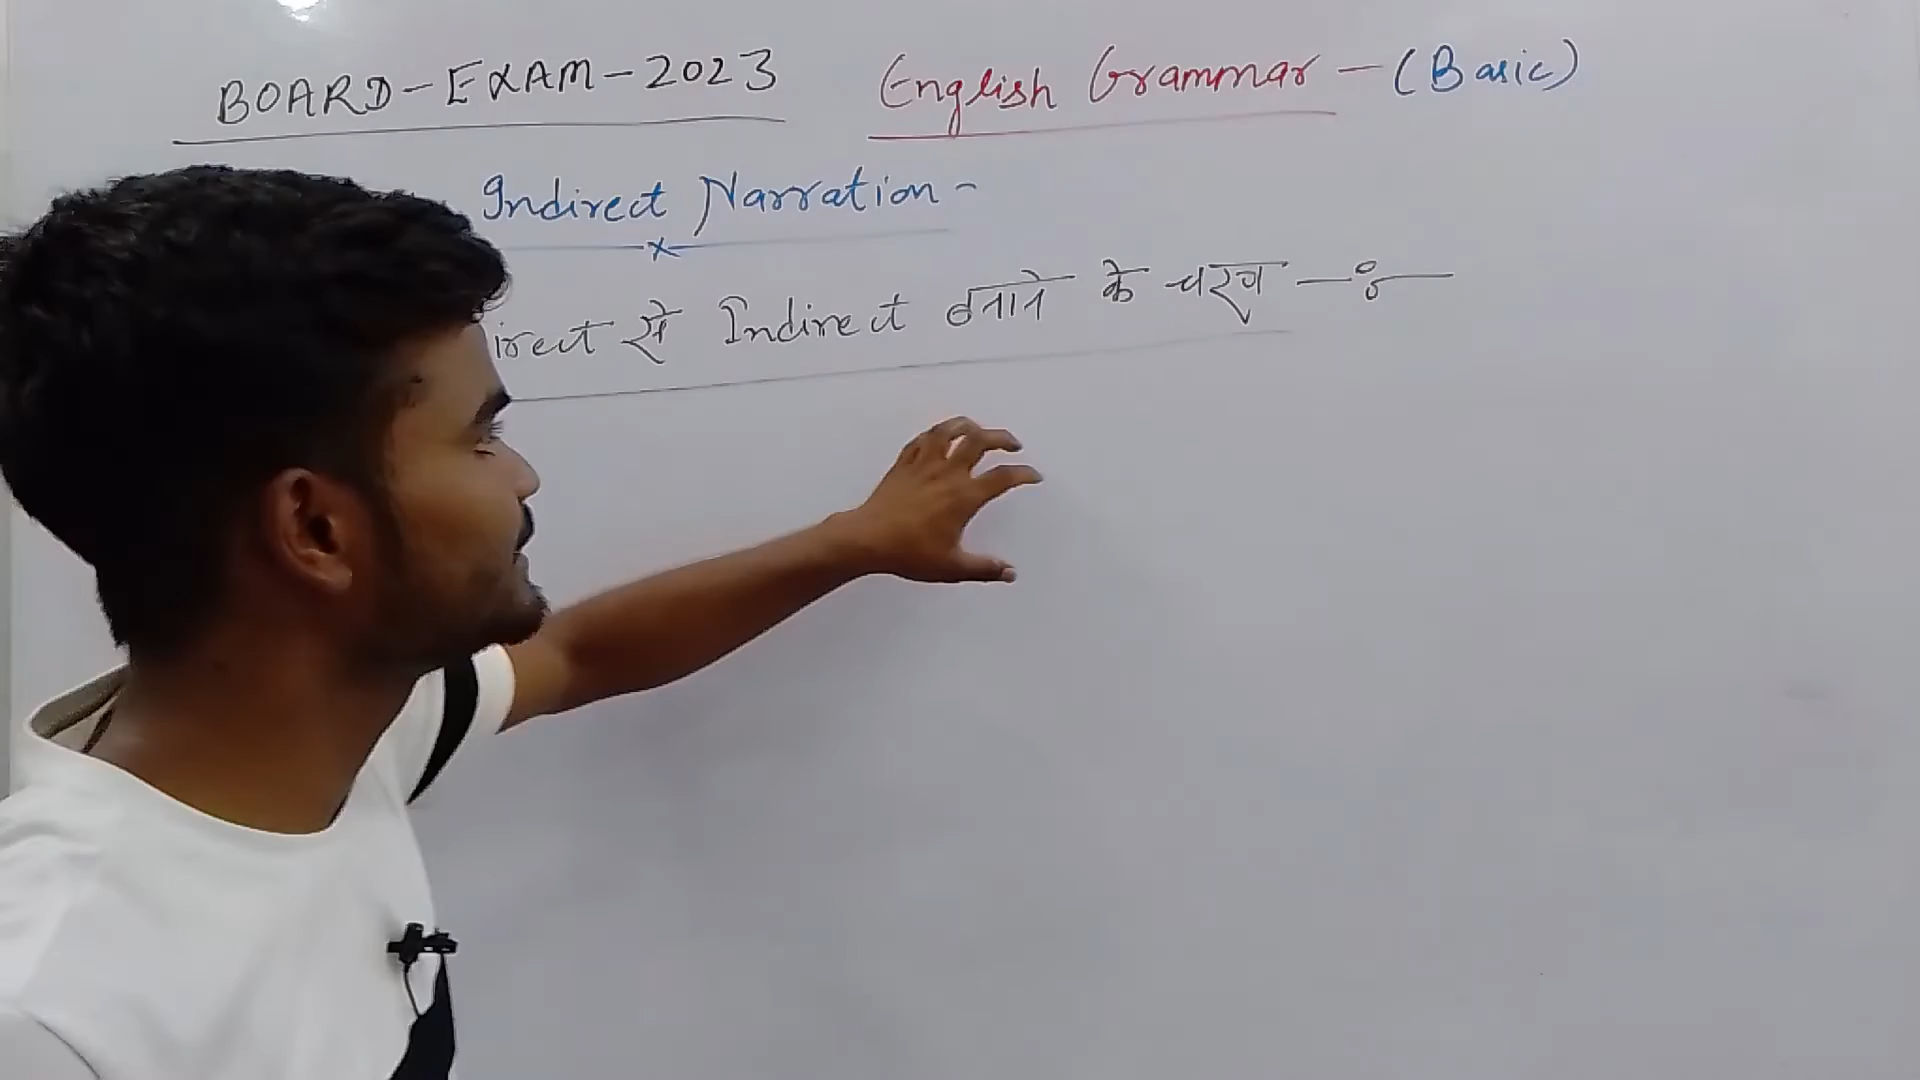 BOARD-EXAM-2023 English Grammar - (Basic)
Indirect Narration -
irect से Indirect बनाने के चरण -:-